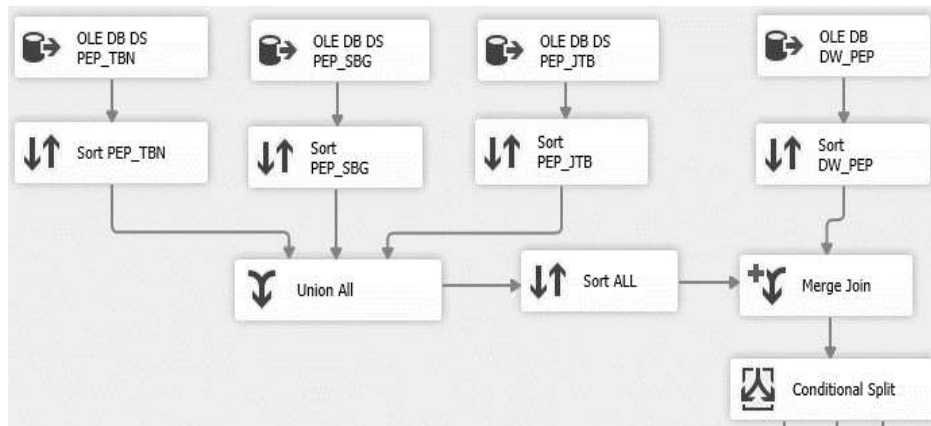 OLE DB DS
PEP_TBN
OLE DB DS
PEP_SBG
OLE DB DS
PEP_JTB
OLE DB
DW_PEP
Sort PEP_TBN
Sort
PEP_SBG
Sort
PEP_JTB
Sort
DW_PEP
Union All
Sort ALL
Merge Join
Conditional Split